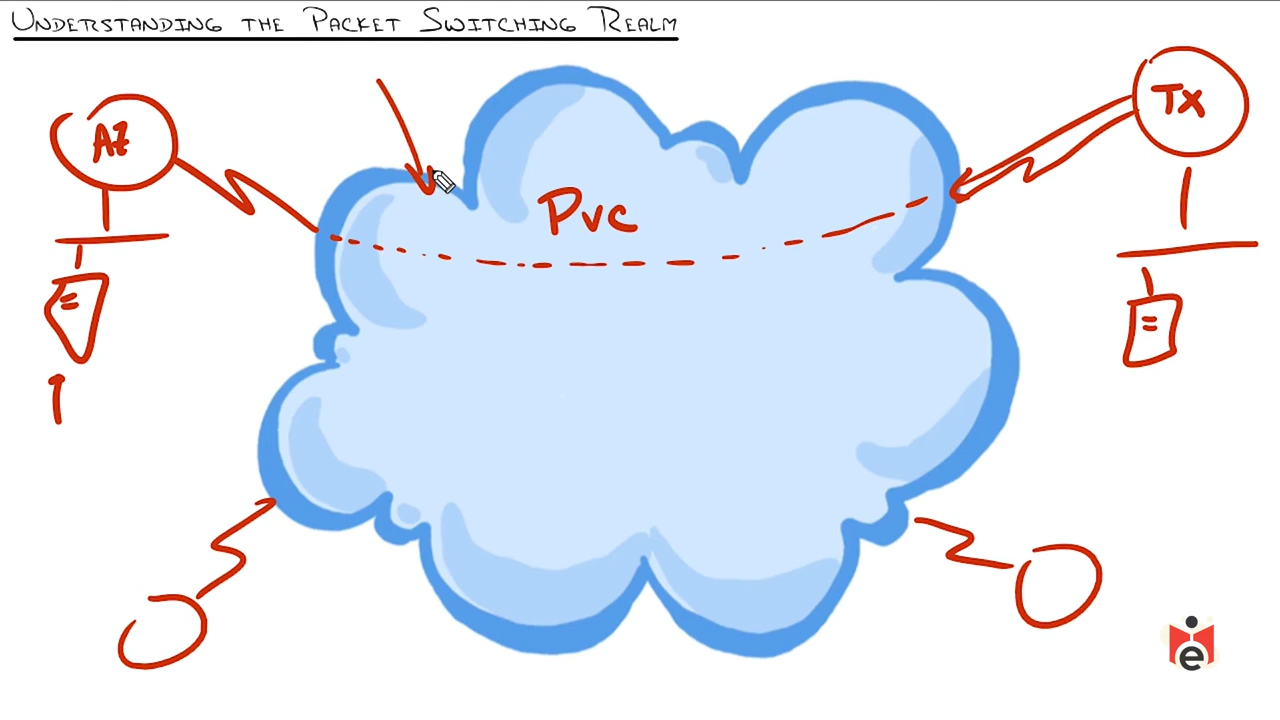 UNDERSTANDING THE PACKET SWITCHING REALM
AZ
TX
PVC
e